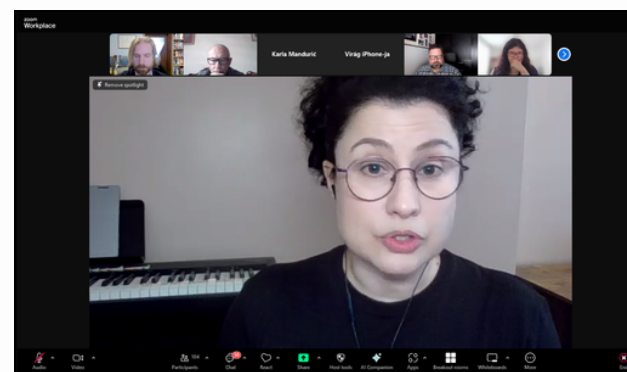 zoom
Workplace
Karla Mandurić
Virág iPhone-ja
Remove spotlight
104
Audio
Video
Participants
Chat
React
Share
Host tools
AI Companion
Apps
Breakout rooms
Whiteboards
More